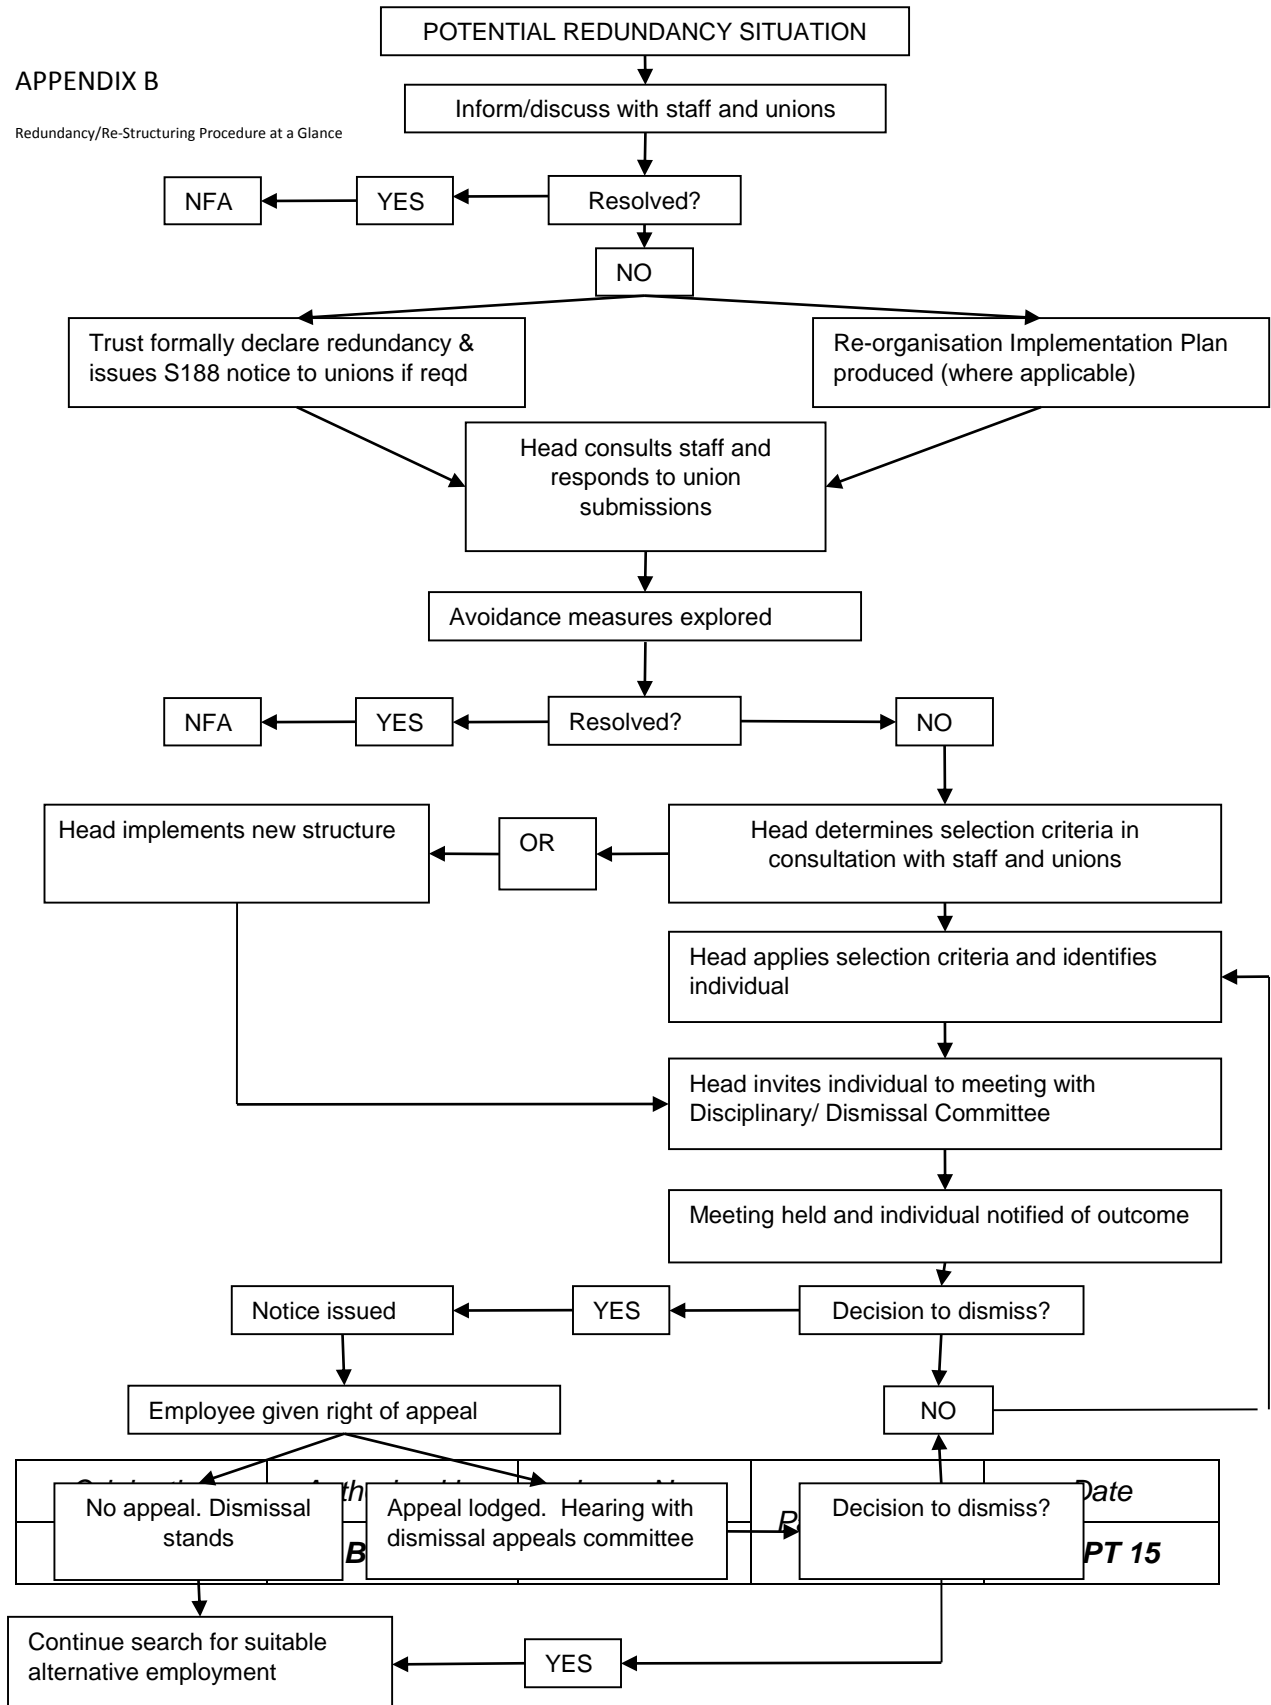 POTENTIAL REDUNDANCY SITUATION
APPENDIX B
Inform/discuss with staff and unions
Redundancy/Re-Structuring Procedure at a Glance
NFA
YES
Resolved?
NO
Trust formally declare redundancy &
issues S188 notice to unions if reqd
Re-organisation Implementation Plan
produced (where applicable)
Head consults staff and
responds to union
submissions
Avoidance measures explored
NFA
YES
Resolved?
NO
Head implements new structure
OR
Head determines selection criteria in
consultation with staff and unions
Head applies selection criteria and identifies
individual
Head invites individual to meeting with
Disciplinary/ Dismissal Committee
Meeting held and individual notified of outcome
Notice issued
YES
Decision to dismiss?
Employee given right of appeal
NO
No appeal. Dismissal
stands
Appeal lodged.  Hearing with
dismissal appeals committee
Decision to dismiss?
Date
PT 15
Continue search for suitable
alternative employment
YES